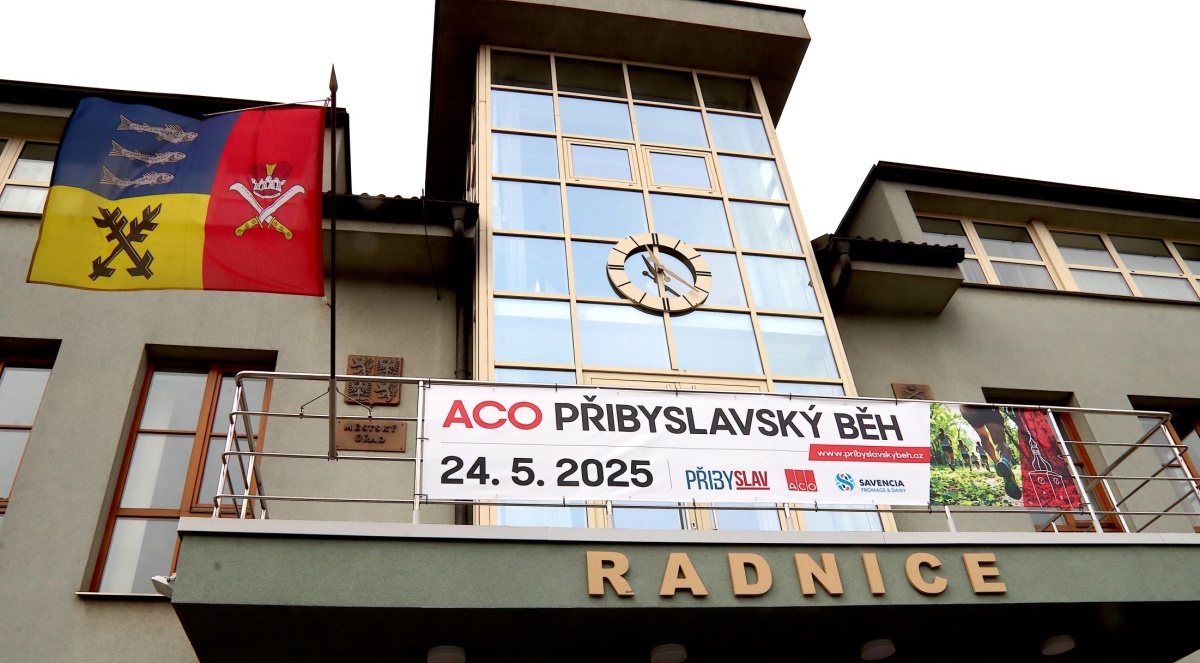 MĚSTSKÝ
ÚŘAD
ACO PŘIBYSLAVSKÝ BĚH
www.pribyslavskybeh.cz
24. 5. 2025
PŘIBYSLAV
ACO
SAVENCIA
FROMAGE & DAIRY
RADNICE